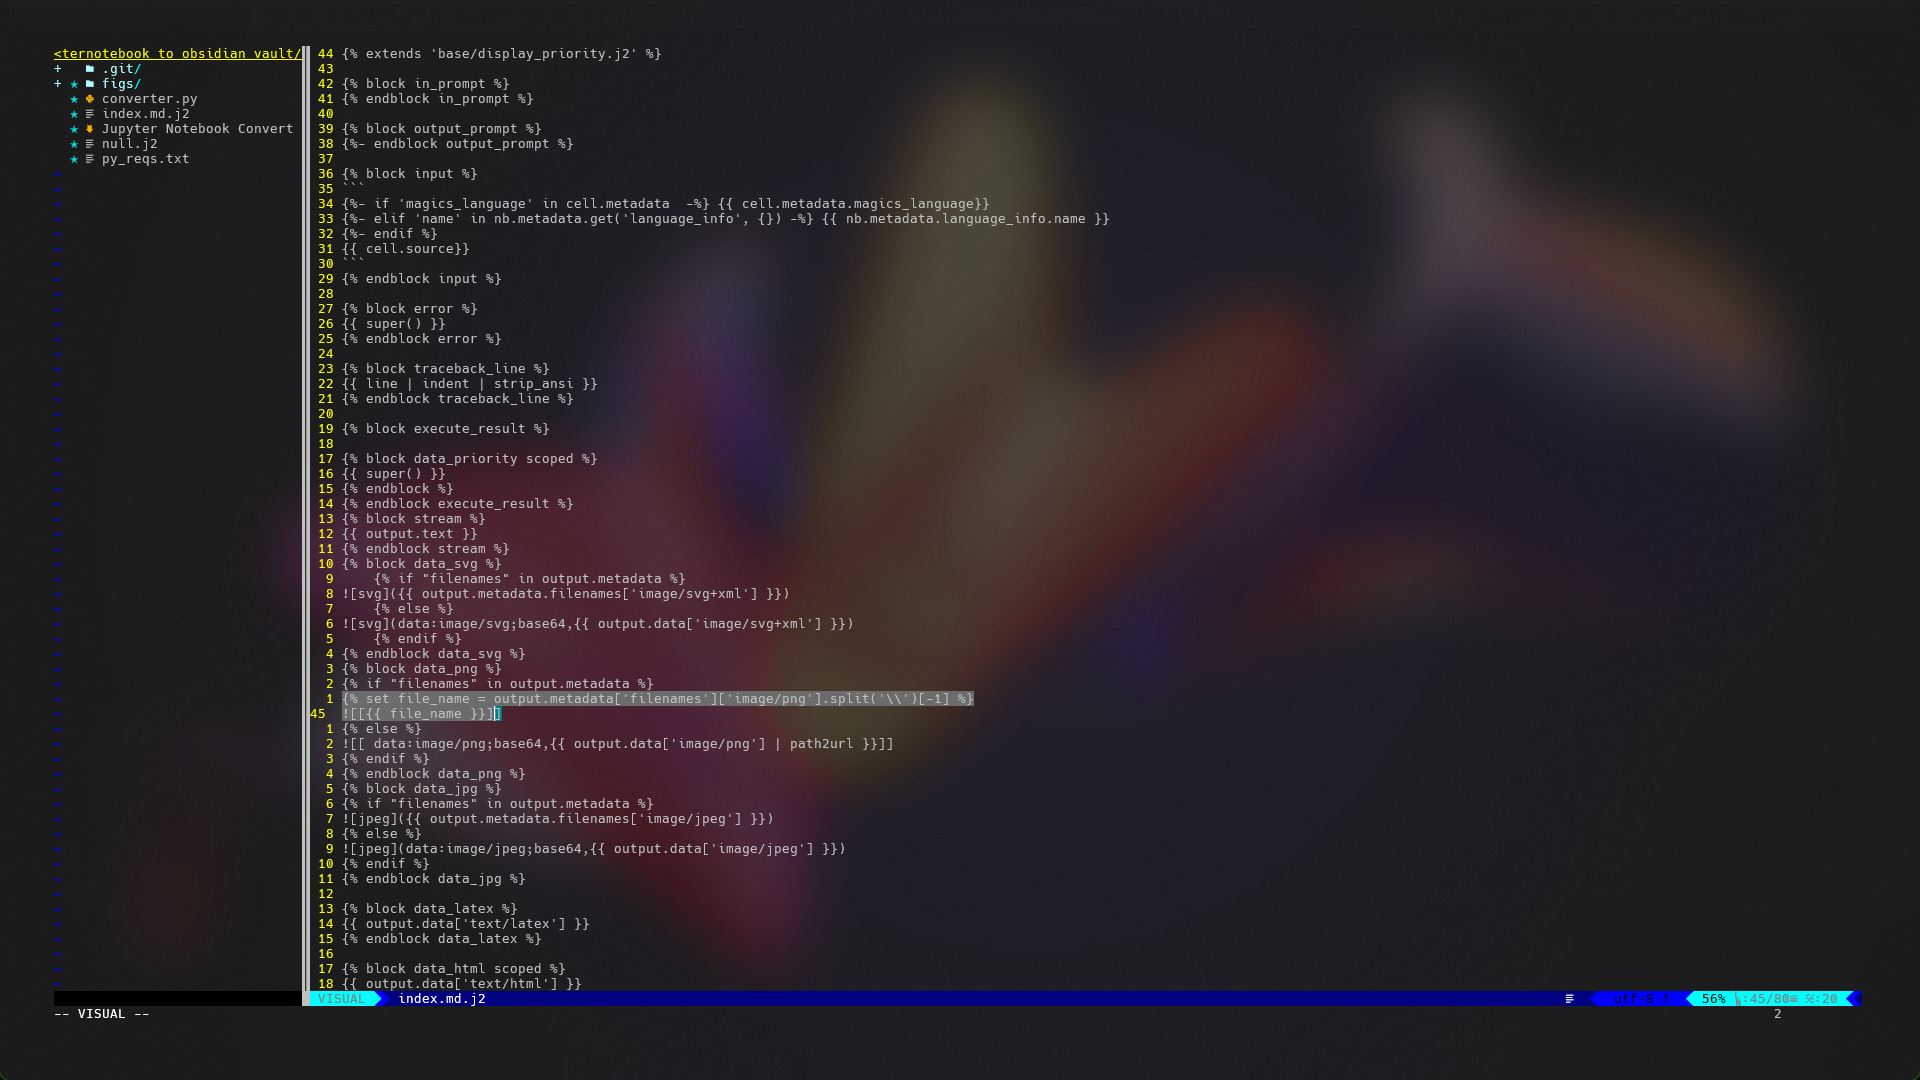 <ternotebook to obsidian vault/
+ .git/
+ figs/
converter.py
index.md.j2
Jupyter Notebook Convert
null.j2
py_reqs.txt
44 {% extends 'base/display_priority.j2' %}
43
42 {% block in_prompt %}
41 {% endblock in_prompt %}
40
39 {% block output_prompt %}
38 {%- endblock output_prompt %}
37
36 {% block input %}
35 ```
34 {%- if 'magics_language' in cell.metadata  -%} {{ cell.metadata.magics_language}}
33 {%- elif 'name' in nb.metadata.get('language_info', {}) -%} {{ nb.metadata.language_info.name }}
32 {%- endif %}
31 {{ cell.source}}
30 ```
29 {% endblock input %}
28
27 {% block error %}
26 {{ super() }}
25 {% endblock error %}
24
23 {% block traceback_line %}
22 {{ line | indent | strip_ansi }}
21 {% endblock traceback_line %}
20
19 {% block execute_result %}
18
17 {% block data_priority scoped %}
16 {{ super() }}
15 {% endblock %}
14 {% endblock execute_result %}
13 {% block stream %}
12 {{ output.text }}
11 {% endblock stream %}
10 {% block data_svg %}
9     {% if "filenames" in output.metadata %}
8 ![svg]({{ output.metadata.filenames['image/svg+xml'] }})
7     {% else %}
6 ![svg](data:image/svg;base64,{{ output.data['image/svg+xml'] }})
5     {% endif %}
4 {% endblock data_svg %}
3 {% block data_png %}
2 {% if "filenames" in output.metadata %}
1 {% set file_name = output.metadata['filenames']['image/png'].split('\\')[-1] %}
45 ![[{{ file_name }}]]
1 {% else %}
2 ![[ data:image/png;base64,{{ output.data['image/png'] | path2url }}]]
3 {% endif %}
4 {% endblock data_png %}
5 {% block data_jpg %}
6 {% if "filenames" in output.metadata %}
7 ![jpeg]({{ output.metadata.filenames['image/jpeg'] }})
8 {% else %}
9 ![jpeg](data:image/jpeg;base64,{{ output.data['image/jpeg'] }})
10 {% endif %}
11 {% endblock data_jpg %}
12
13 {% block data_latex %}
14 {{ output.data['text/latex'] }}
15 {% endblock data_latex %}
16
17 {% block data_html scoped %}
18 {{ output.data['text/html'] }}
VISUAL index.md.j2 utf-8 56% :45/80≡ ℅:20
-- VISUAL -- 2